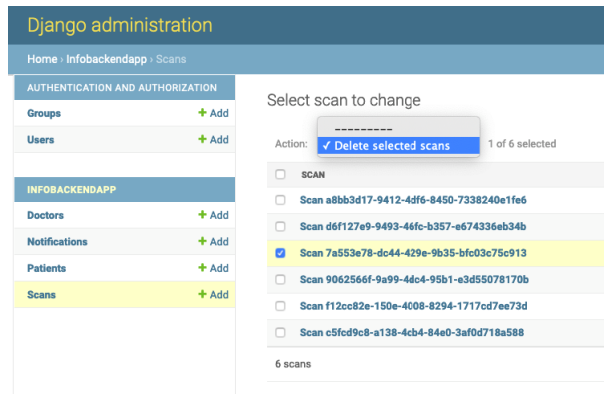 Django administration
Home › Infobackendapp › Scans
AUTHENTICATION AND AUTHORIZATION
Groups + Add
Users + Add
INFOBACKENDAPP
Doctors + Add
Notifications + Add
Patients + Add
Scans + Add
Select scan to change
---------
Action: ✓ Delete selected scans 1 of 6 selected
SCAN
Scan a8bb3d17-9412-4df6-8450-7338240e1fe6
Scan d6f127e9-9493-46fc-b357-e674336eb34b
Scan 7a553e78-dc44-429e-9b35-bfc03c75c913
Scan 9062566f-9a99-4dc4-95b1-e3d55078170b
Scan f12cc82e-150e-4008-8294-1717cd7ee73d
Scan c5fcd9c8-a138-4cb4-84e0-3af0d718a588
6 scans